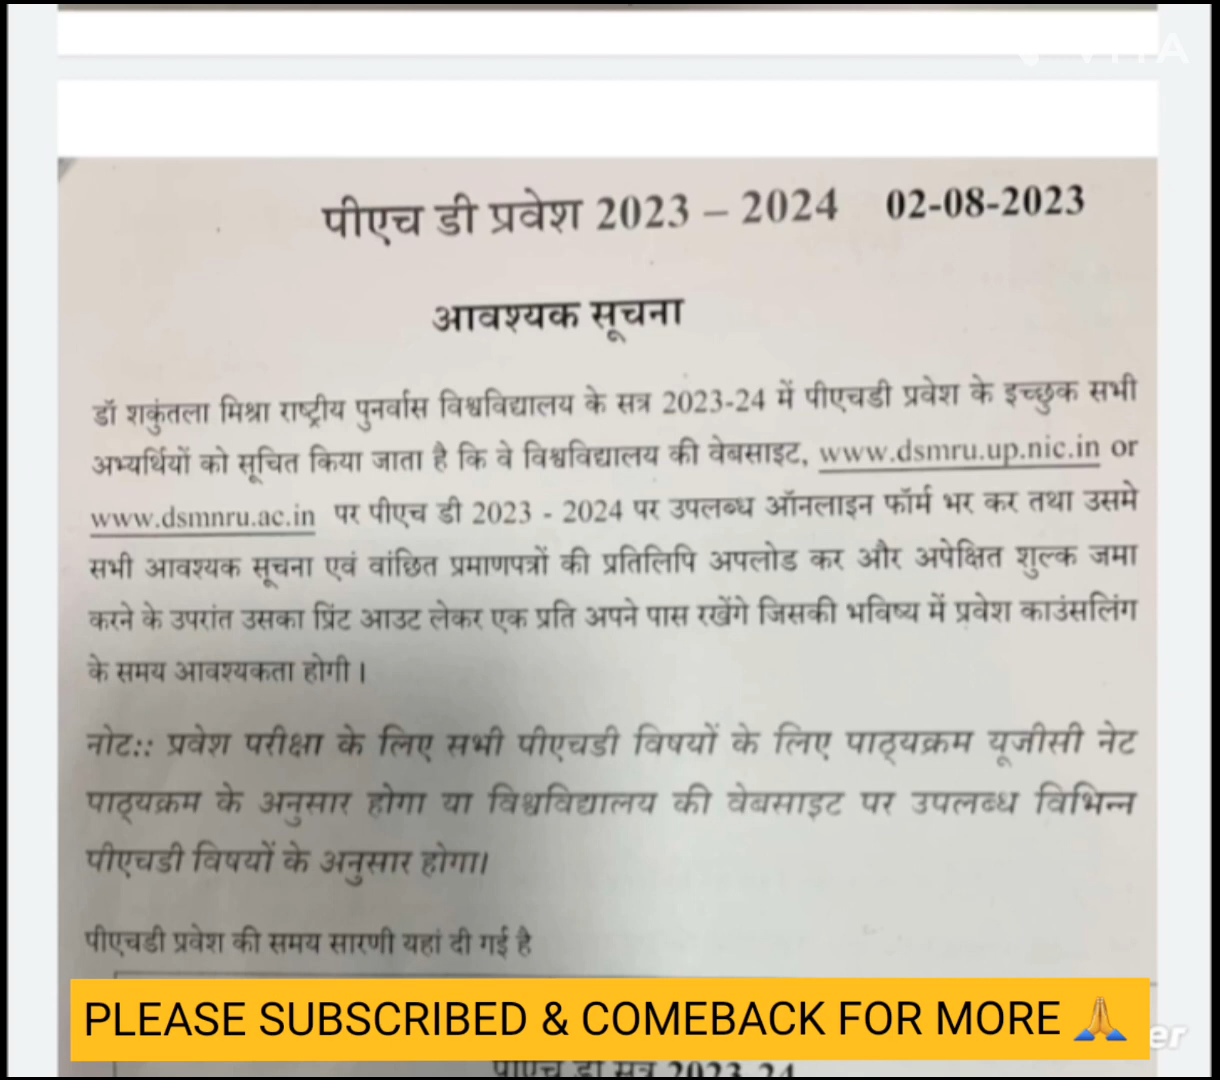 पीएच डी प्रवेश 2023 – 2024 02-08-2023
आवश्यक सूचना
डॉ शकुंतला मिश्रा राष्ट्रीय पुनर्वास विश्वविद्यालय के सत्र 2023-24 में पीएचडी प्रवेश के इच्छुक सभी
अभ्यर्थियों को सूचित किया जाता है कि वे विश्वविद्यालय की वेबसाइट, www.dsmru.up.nic.in or
www.dsmnru.ac.in पर पीएच डी 2023 - 2024 पर उपलब्ध ऑनलाइन फॉर्म भर कर तथा उसमे
सभी आवश्यक सूचना एवं वांछित प्रमाणपत्रों की प्रतिलिपि अपलोड कर और अपेक्षित शुल्क जमा
करने के उपरांत उसका प्रिंट आउट लेकर एक प्रति अपने पास रखेंगे जिसकी भविष्य में प्रवेश काउंसलिंग
के समय आवश्यकता होगी।
नोट:: प्रवेश परीक्षा के लिए सभी पीएचडी विषयों के लिए पाठ्यक्रम यूजीसी नेट
पाठ्यक्रम के अनुसार होगा या विश्वविद्यालय की वेबसाइट पर उपलब्ध विभिन्न
पीएचडी विषयों के अनुसार होगा।
पीएचडी प्रवेश की समय सारणी यहां दी गई है
PLEASE SUBSCRIBED & COMEBACK FOR MORE 🙏
पीएच डी सत्र 2023-24